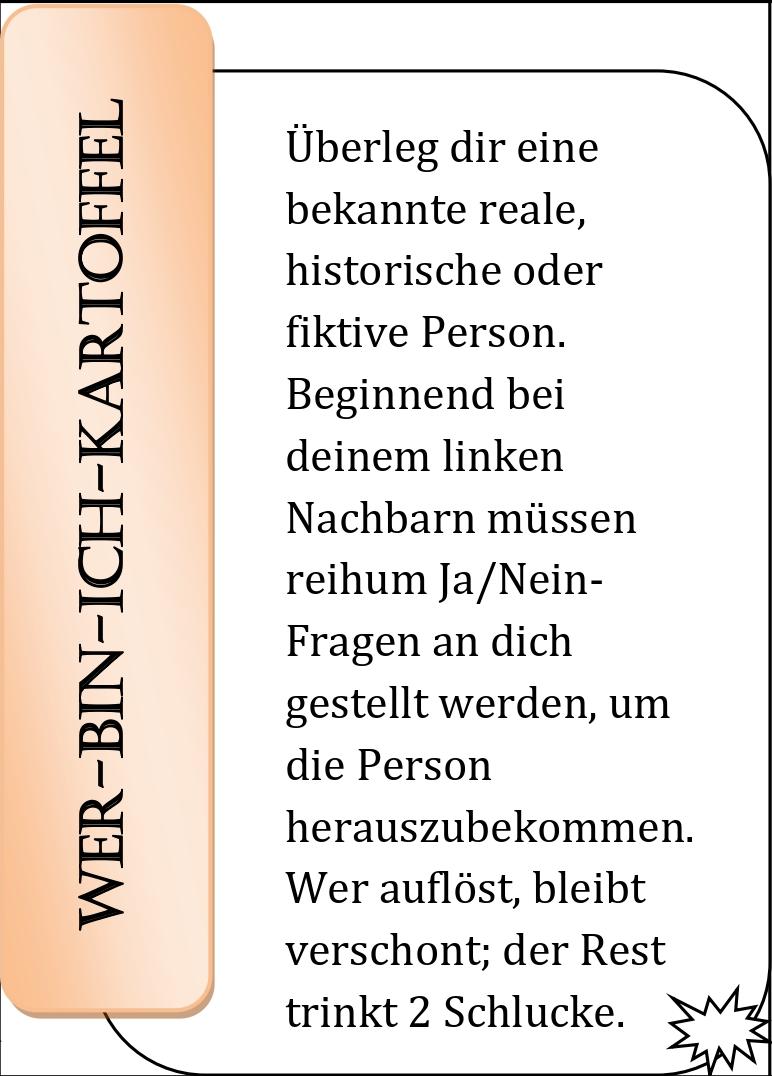 WER-BIN-ICH-KARTOFFEL
Überleg dir eine
bekannte reale,
historische oder
fiktive Person.
Beginnend bei
deinem linken
Nachbarn müssen
reihum Ja/Nein-
Fragen an dich
gestellt werden, um
die Person
herauszubekommen.
Wer auflöst, bleibt
verschont; der Rest
trinkt 2 Schlucke.